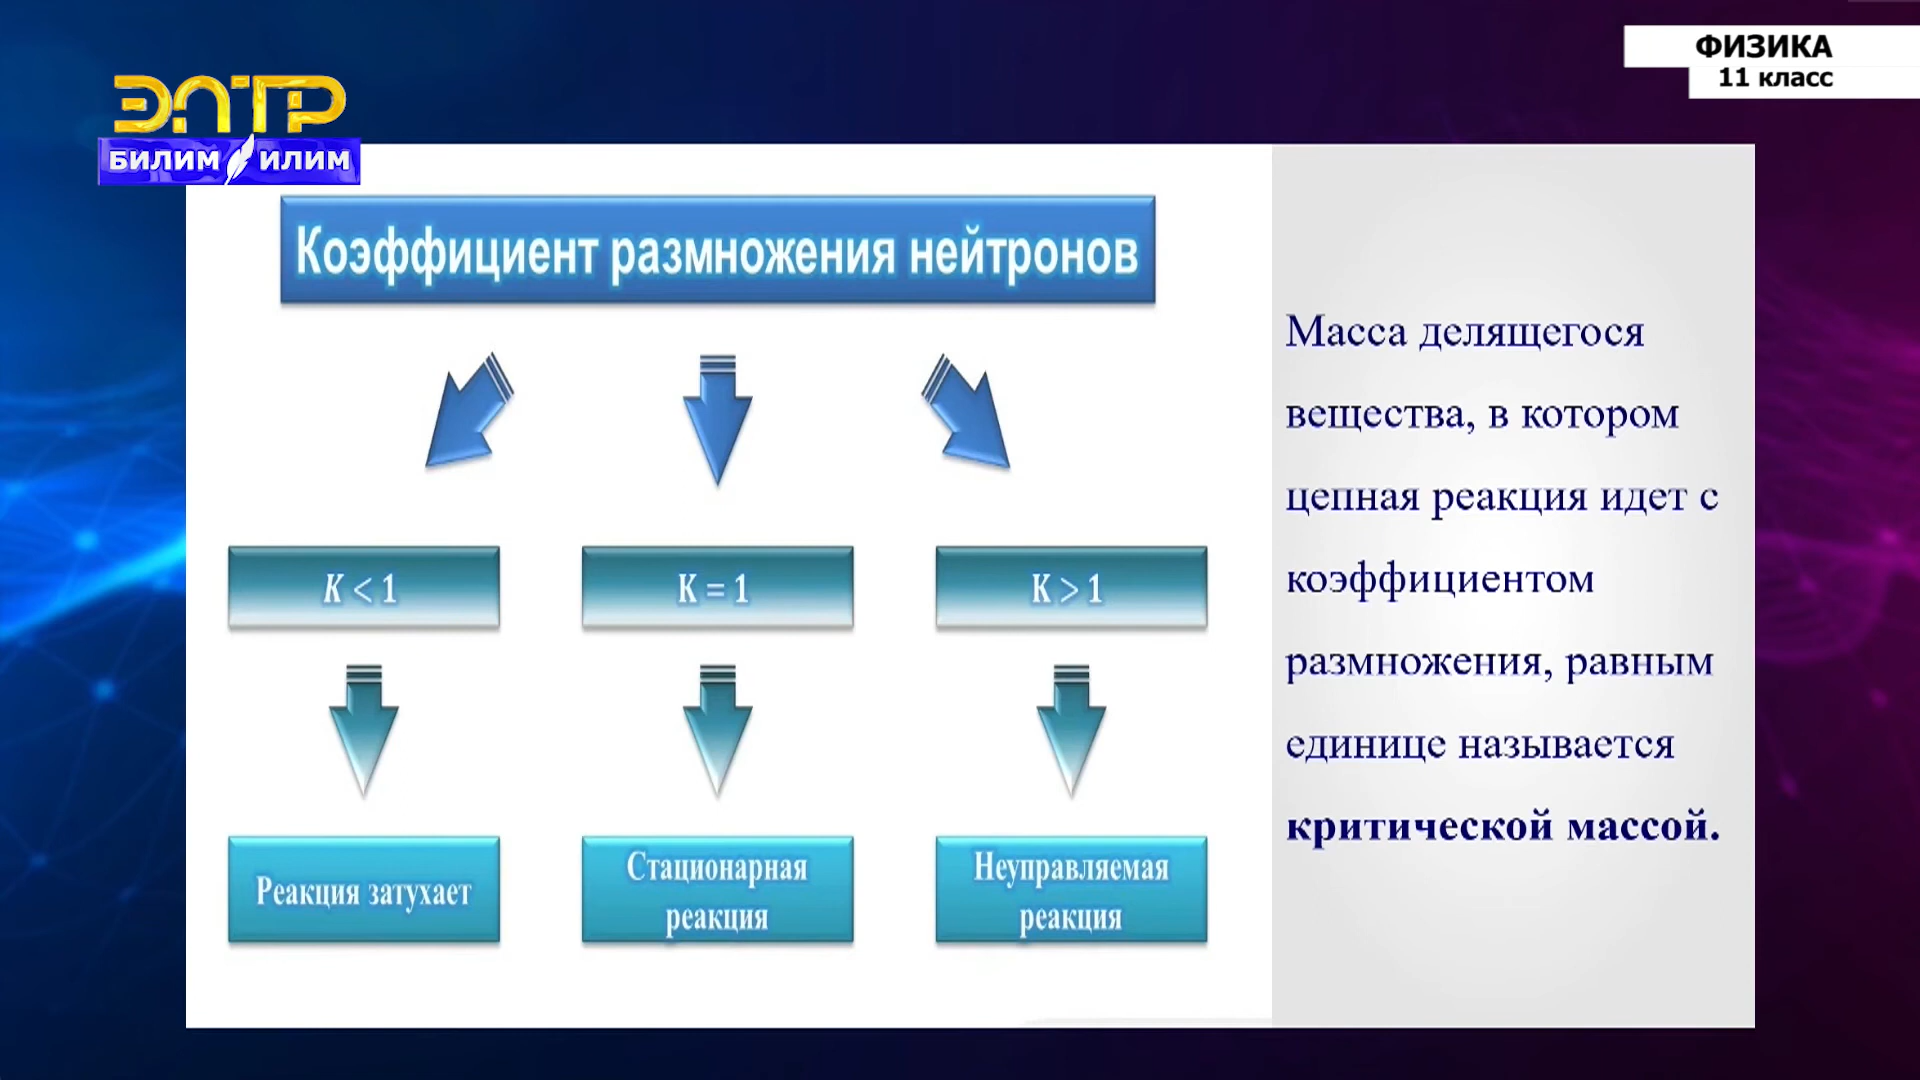 ФИЗИКА
11 класс
ЭЛТР
БИЛИМ ИЛИМ
Коэффициент размножения нейтронов
K < 1
K = 1
K > 1
Реакция затухает
Стационарная
реакция
Неуправляемая
реакция
Масса делящегося
вещества, в котором
цепная реакция идет с
коэффициентом
размножения, равным
единице называется
критической массой.